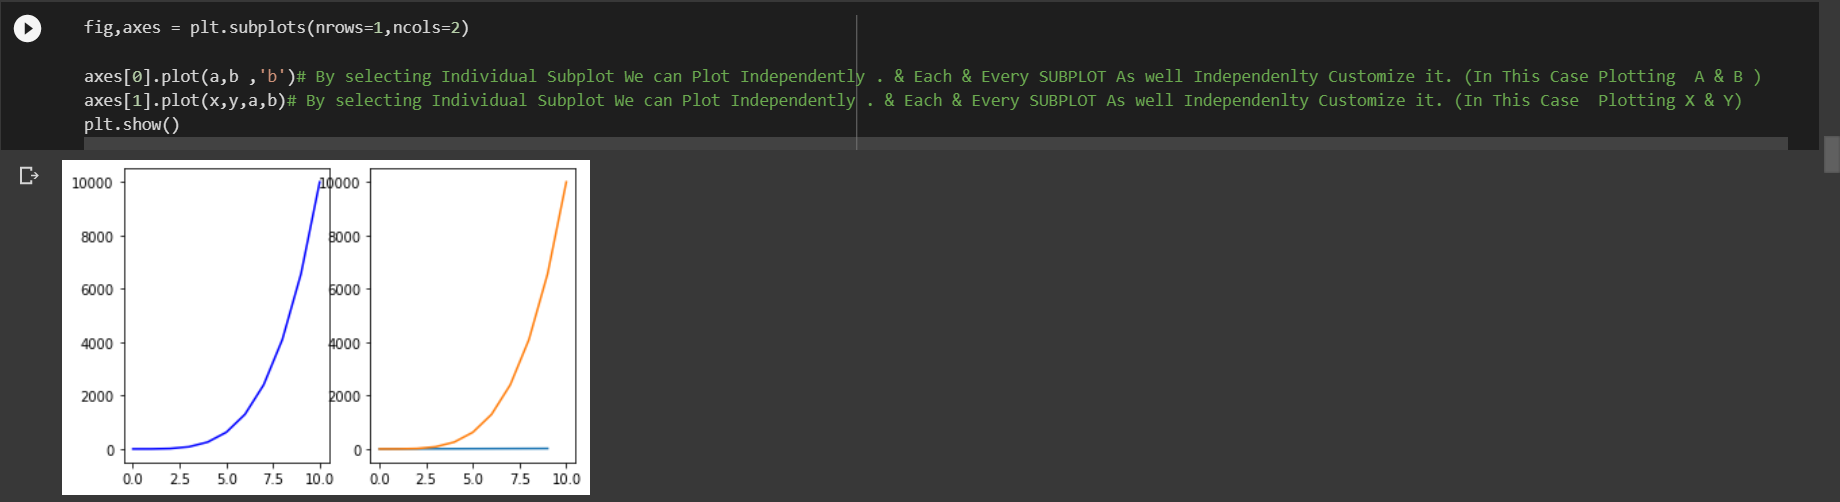 fig,axes = plt.subplots(nrows=1,ncols=2)
axes[0].plot(a,b ,'b')# By selecting Individual Subplot We can Plot Independently . & Each & Every SUBPLOT As well Independenlty Customize it. (In This Case Plotting  A & B )
axes[1].plot(x,y,a,b)# By selecting Individual Subplot We can Plot Independently . & Each & Every SUBPLOT As well Independenlty Customize it. (In This Case  Plotting X & Y)
plt.show()
10000
8000
6000
4000
2000
0
0.0 2.5 5.0 7.5 10.0
10000
8000
6000
4000
2000
0
0.0 2.5 5.0 7.5 10.0